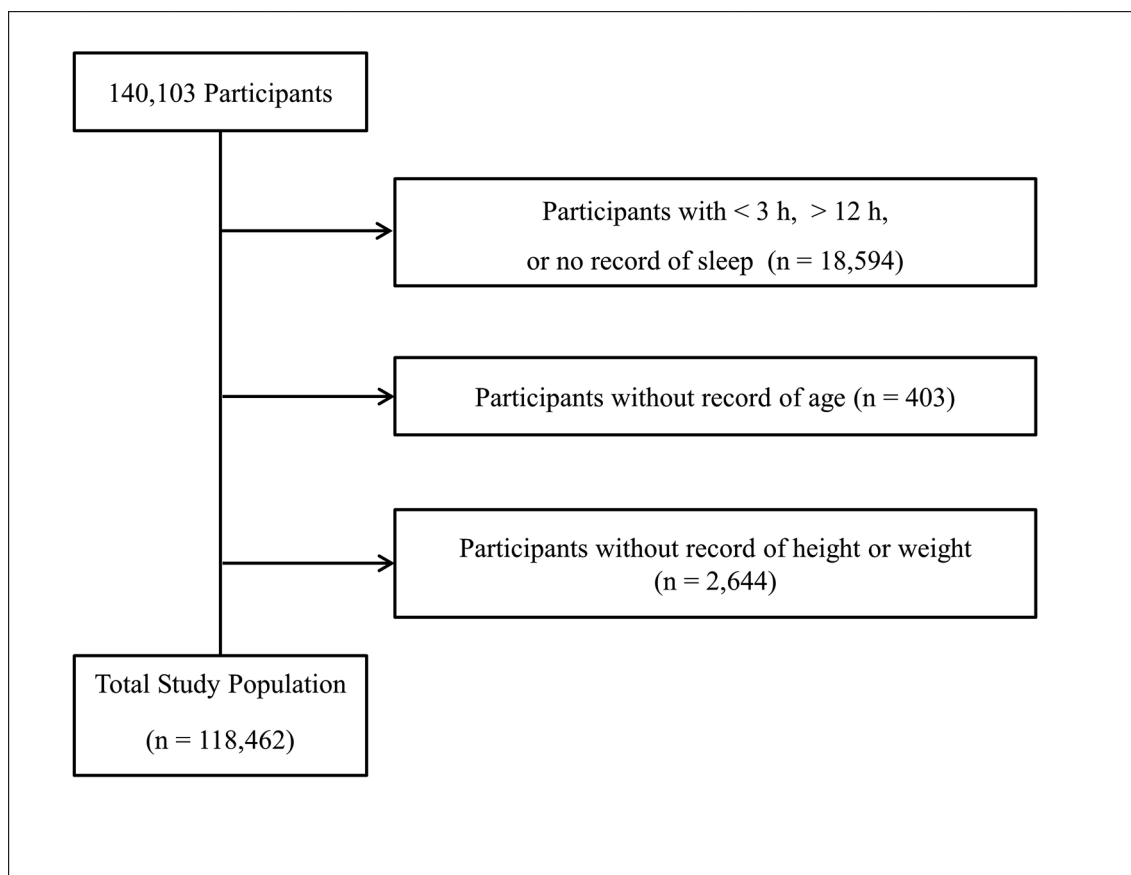 140,103 Participants
Participants with < 3 h, > 12 h,
or no record of sleep (n = 18,594)
Participants without record of age (n = 403)
Participants without record of height or weight
(n = 2,644)
Total Study Population
(n = 118,462)